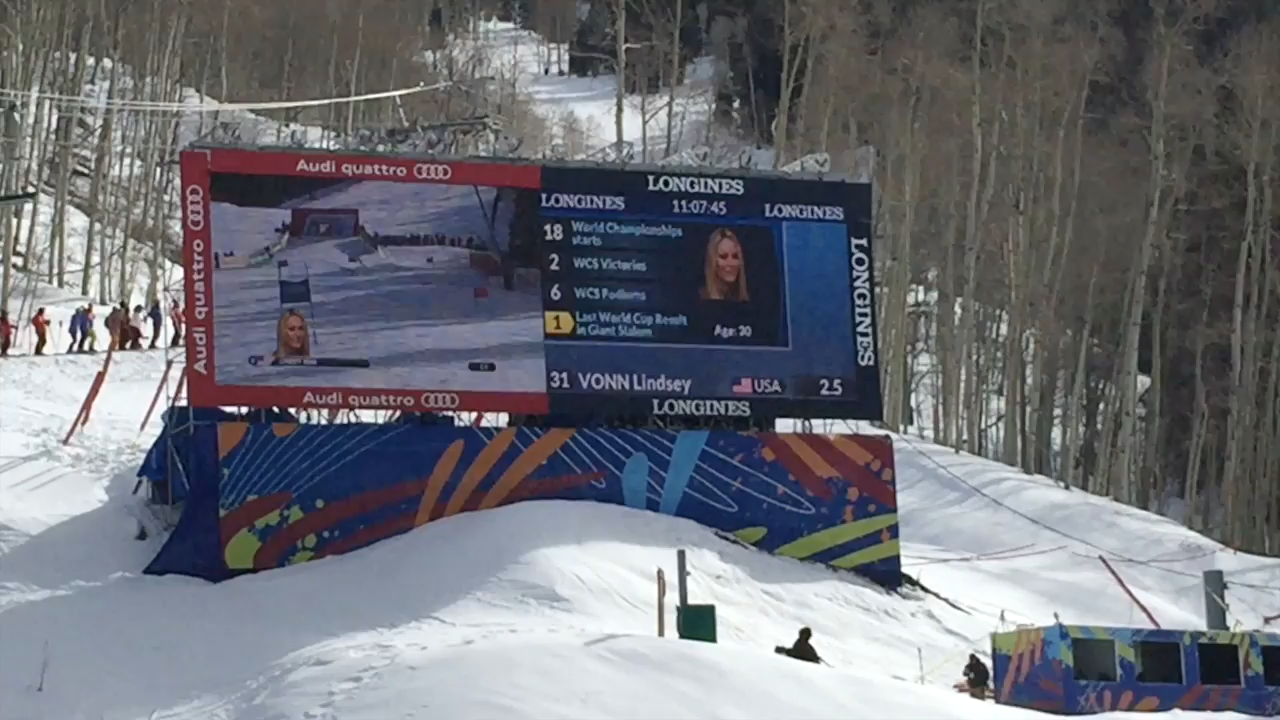 Audi quattro
Audi quattro
Audi quattro
LONGINES
LONGINES
11:07:45
LONGINES
LONGINES
18 World Championships starts
2 WCS Victories
6 WCS Podiums
1 Last World Cup Result in Giant Slalom
Age: 30
31 VONN Lindsey
USA
2.5
LONGINES